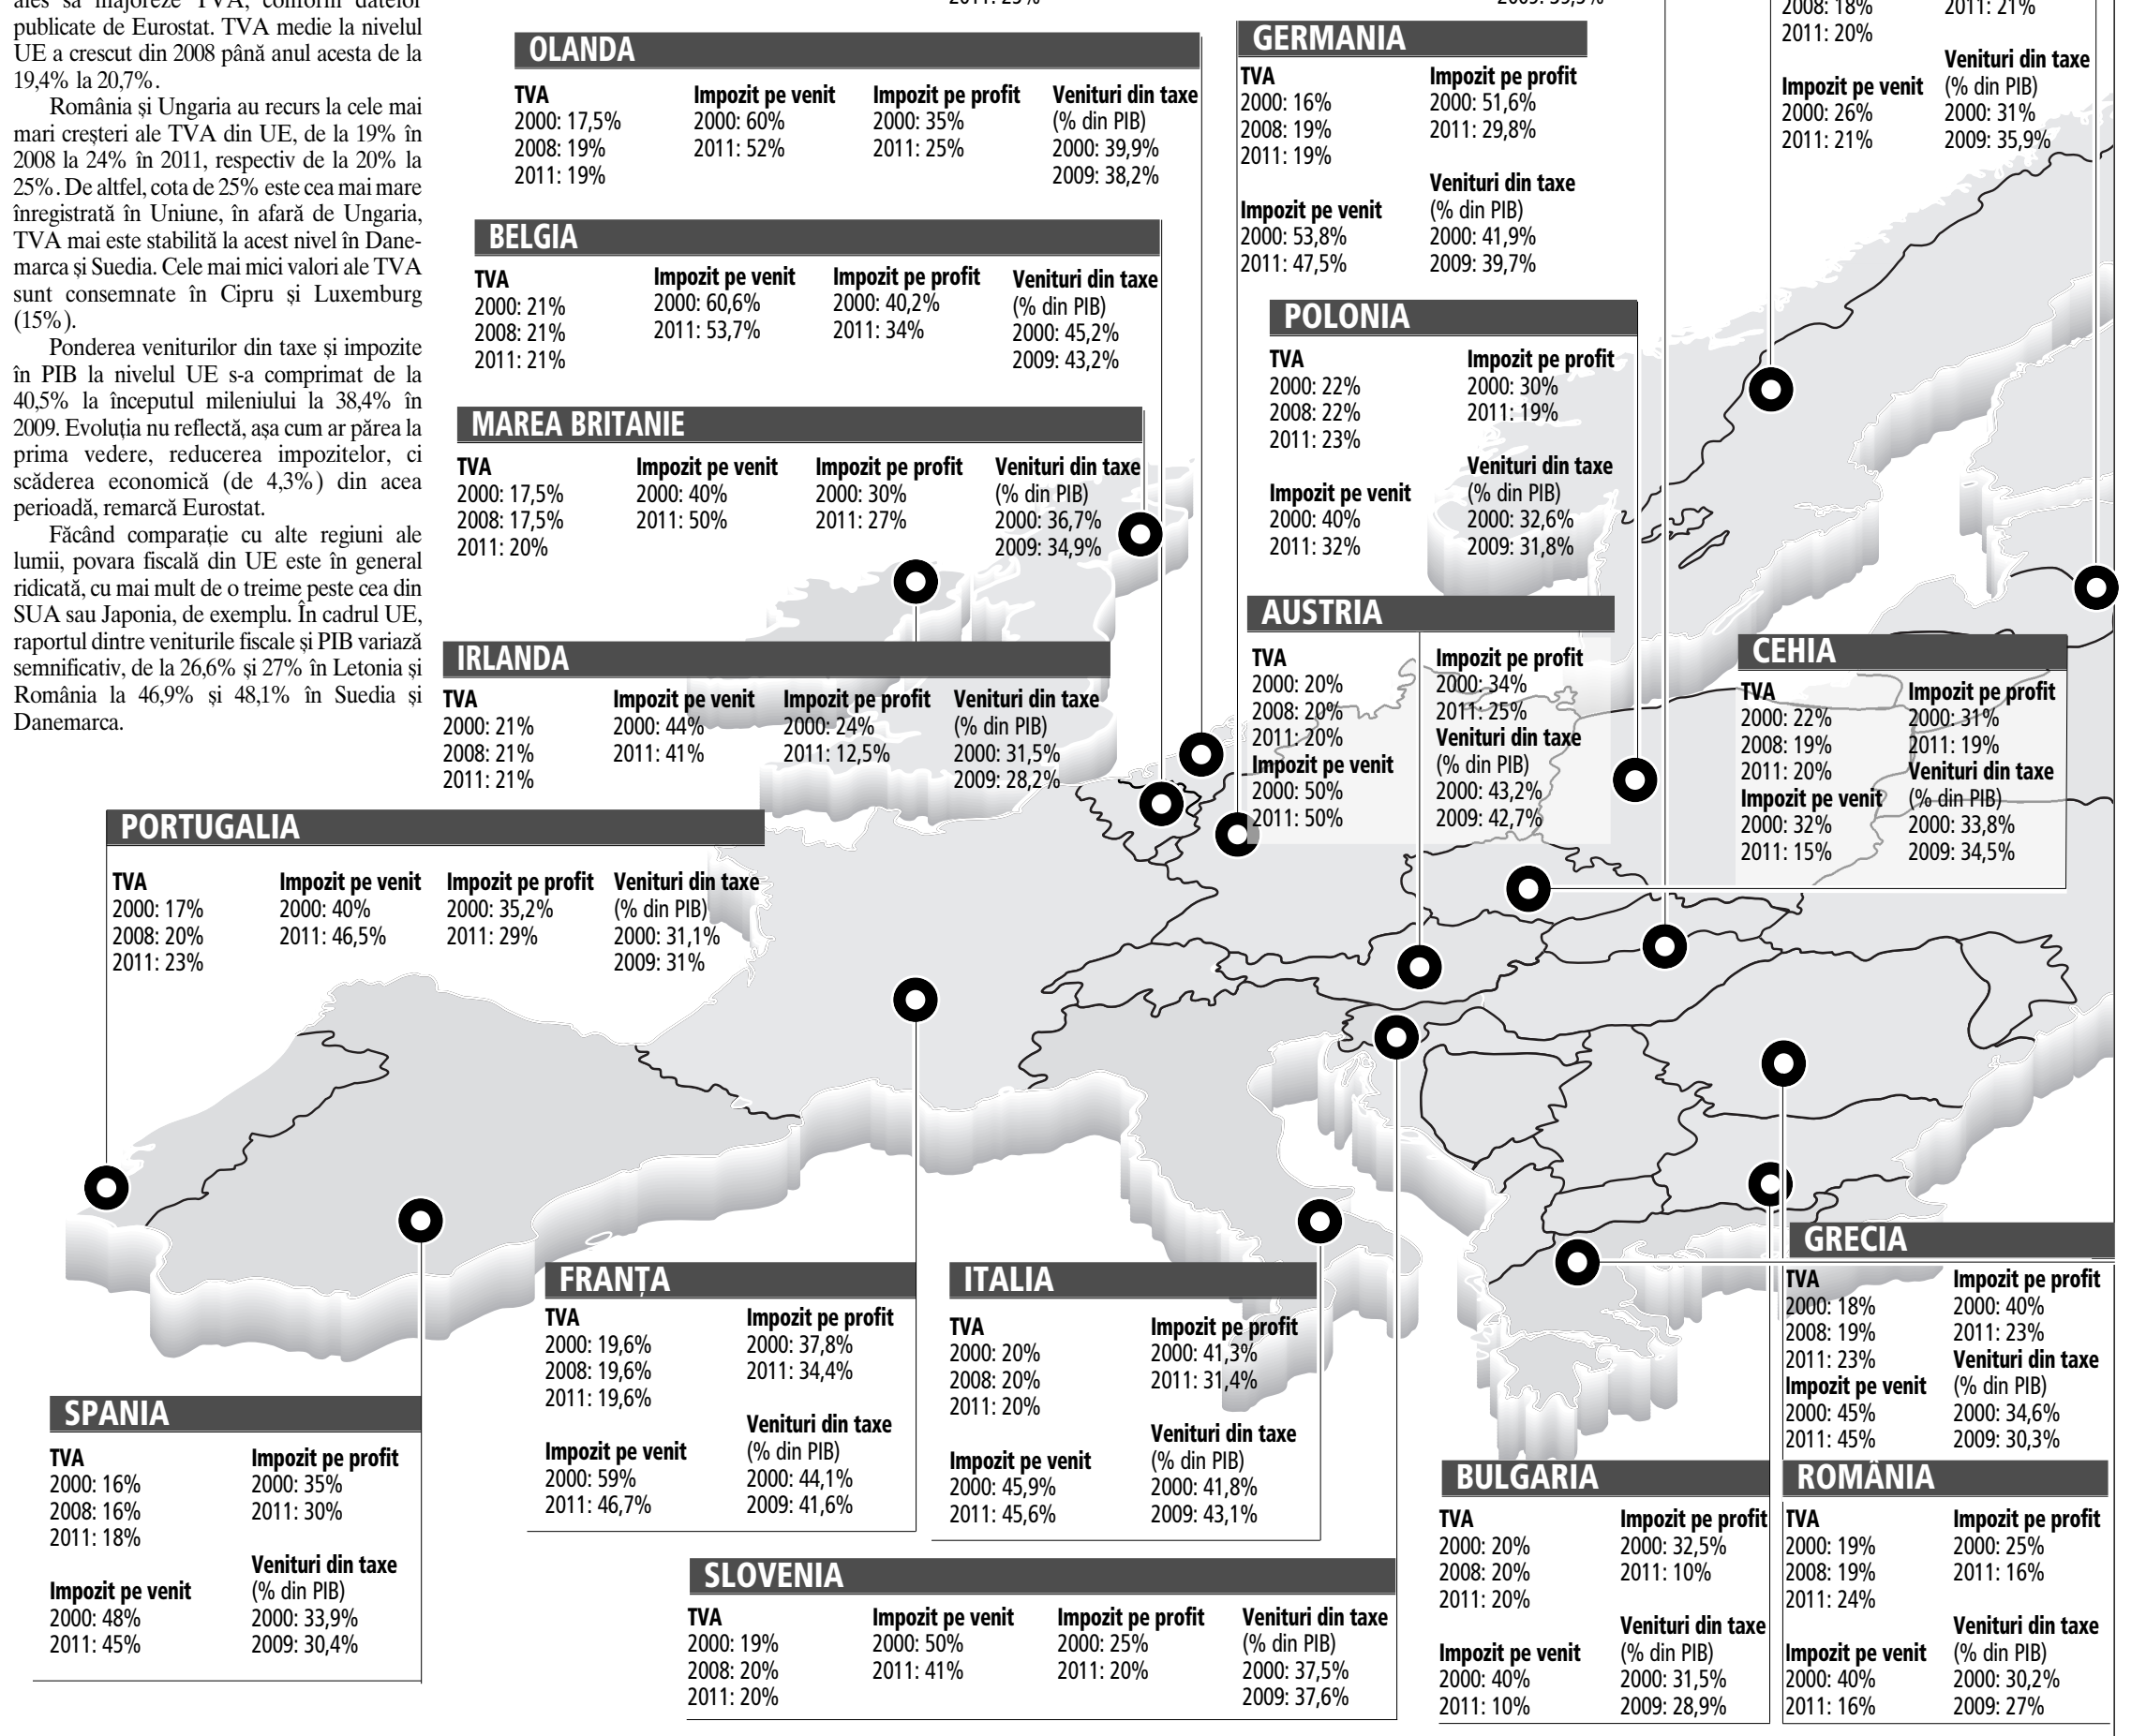 ales să majoreze TVA, conform datelor
publicate de Eurostat. TVA medie la nivelul
UE a crescut din 2008 până anul acesta de la
19,4% la 20,7%.
România și Ungaria au recurs la cele mai
mari creșteri ale TVA din UE, de la 19% în
2008 la 24% în 2011, respectiv de la 20% la
25%. De altfel, cota de 25% este cea mai mare
înregistrată în Uniune, în afară de Ungaria,
TVA mai este stabilită la acest nivel în Dane-
marca și Suedia. Cele mai mici valori ale TVA
sunt consemnate în Cipru și Luxemburg
(15%).
Ponderea veniturilor din taxe și impozite
în PIB la nivelul UE s-a comprimat de la
40,5% la începutul mileniului la 38,4% în
2009. Evoluția nu reflectă, așa cum ar părea la
prima vedere, reducerea impozitelor, ci
scăderea economică (de 4,3%) din acea
perioadă, remarcă Eurostat.
Făcând comparație cu alte regiuni ale
lumii, povara fiscală din UE este în general
ridicată, cu mai mult de o treime peste cea din
SUA sau Japonia, de exemplu. În cadrul UE,
raportul dintre veniturile fiscale și PIB variază
semnificativ, de la 26,6% și 27% în Letonia și
România la 46,9% și 48,1% în Suedia și
Danemarca.
2011: 25%
2009: 39,5%
2008: 18%
2011: 20%
Impozit pe venit
2000: 26%
2011: 21%
2011: 21%
Venituri din taxe
(% din PIB)
2000: 31%
2009: 35,9%
OLANDA
TVA
2000: 17,5%
2008: 19%
2011: 19%
Impozit pe venit
2000: 60%
2011: 52%
Impozit pe profit
2000: 35%
2011: 25%
Venituri din taxe
(% din PIB)
2000: 39,9%
2009: 38,2%
GERMANIA
TVA
2000: 16%
2008: 19%
2011: 19%
Impozit pe venit
2000: 53,8%
2011: 47,5%
Impozit pe profit
2000: 51,6%
2011: 29,8%
Venituri din taxe
(% din PIB)
2000: 41,9%
2009: 39,7%
BELGIA
TVA
2000: 21%
2008: 21%
2011: 21%
Impozit pe venit
2000: 60,6%
2011: 53,7%
Impozit pe profit
2000: 40,2%
2011: 34%
Venituri din taxe
(% din PIB)
2000: 45,2%
2009: 43,2%
POLONIA
TVA
2000: 22%
2008: 22%
2011: 23%
Impozit pe venit
2000: 40%
2011: 32%
Impozit pe profit
2000: 30%
2011: 19%
Venituri din taxe
(% din PIB)
2000: 32,6%
2009: 31,8%
MAREA BRITANIE
TVA
2000: 17,5%
2008: 17,5%
2011: 20%
Impozit pe venit
2000: 40%
2011: 50%
Impozit pe profit
2000: 30%
2011: 27%
Venituri din taxe
(% din PIB)
2000: 36,7%
2009: 34,9%
AUSTRIA
TVA
2000: 20%
2008: 20%
2011: 20%
Impozit pe venit
2000: 50%
2011: 50%
Impozit pe profit
2000: 34%
2011: 25%
Venituri din taxe
(% din PIB)
2000: 43,2%
2009: 42,7%
CEHIA
TVA
2000: 22%
2008: 19%
2011: 20%
Impozit pe venit
2000: 32%
2011: 15%
Impozit pe profit
2000: 31%
2011: 19%
Venituri din taxe
(% din PIB)
2000: 33,8%
2009: 34,5%
IRLANDA
TVA
2000: 21%
2008: 21%
2011: 21%
Impozit pe venit
2000: 44%
2011: 41%
Impozit pe profit
2000: 24%
2011: 12,5%
Venituri din taxe
(% din PIB)
2000: 31,5%
2009: 28,2%
PORTUGALIA
TVA
2000: 17%
2008: 20%
2011: 23%
Impozit pe venit
2000: 40%
2011: 46,5%
Impozit pe profit
2000: 35,2%
2011: 29%
Venituri din taxe
(% din PIB)
2000: 31,1%
2009: 31%
GRECIA
TVA
2000: 18%
2008: 19%
2011: 23%
Impozit pe venit
2000: 45%
2011: 45%
Impozit pe profit
2000: 40%
2011: 23%
Venituri din taxe
(% din PIB)
2000: 34,6%
2009: 30,3%
FRANȚA
TVA
2000: 19,6%
2008: 19,6%
2011: 19,6%
Impozit pe venit
2000: 59%
2011: 46,7%
Impozit pe profit
2000: 37,8%
2011: 34,4%
Venituri din taxe
(% din PIB)
2000: 44,1%
2009: 41,6%
ITALIA
TVA
2000: 20%
2008: 20%
2011: 20%
Impozit pe venit
2000: 45,9%
2011: 45,6%
Impozit pe profit
2000: 41,3%
2011: 31,4%
Venituri din taxe
(% din PIB)
2000: 41,8%
2009: 43,1%
SPANIA
TVA
2000: 16%
2008: 16%
2011: 18%
Impozit pe venit
2000: 48%
2011: 45%
Impozit pe profit
2000: 35%
2011: 30%
Venituri din taxe
(% din PIB)
2000: 33,9%
2009: 30,4%
BULGARIA
TVA
2000: 20%
2008: 20%
2011: 20%
Impozit pe venit
2000: 40%
2011: 10%
Impozit pe profit
2000: 32,5%
2011: 10%
Venituri din taxe
(% din PIB)
2000: 31,5%
2009: 28,9%
ROMÂNIA
TVA
2000: 19%
2008: 19%
2011: 24%
Impozit pe venit
2000: 40%
2011: 16%
Impozit pe profit
2000: 25%
2011: 16%
Venituri din taxe
(% din PIB)
2000: 30,2%
2009: 27%
SLOVENIA
TVA
2000: 19%
2008: 20%
2011: 20%
Impozit pe venit
2000: 50%
2011: 41%
Impozit pe profit
2000: 25%
2011: 20%
Venituri din taxe
(% din PIB)
2000: 37,5%
2009: 37,6%